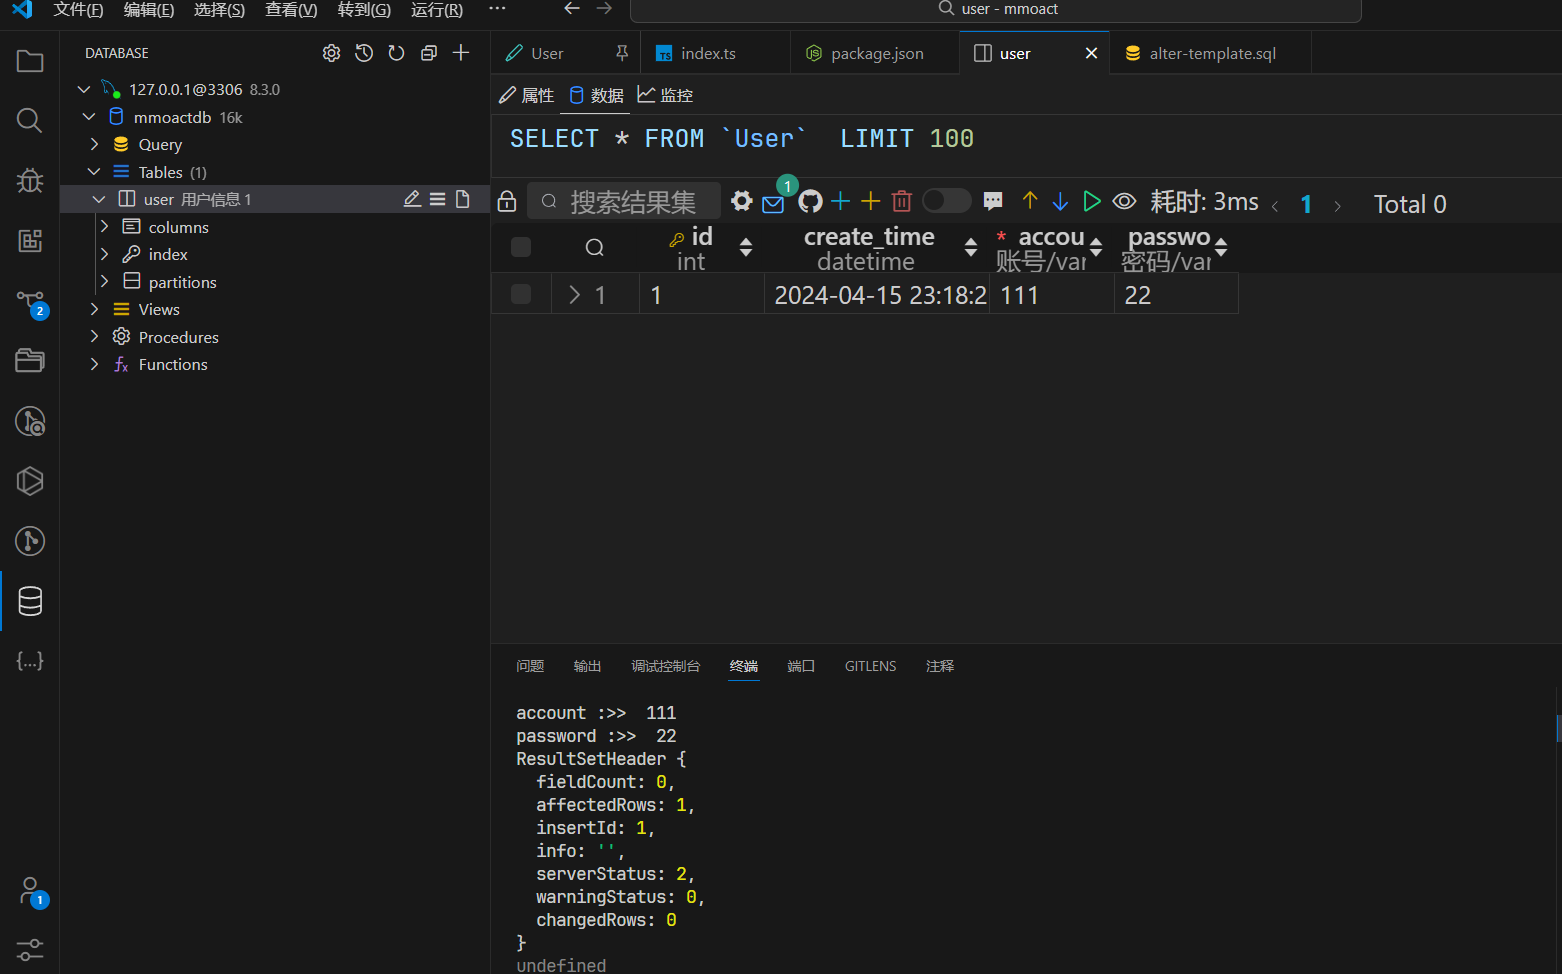 文件(F) 编辑(E) 选择(S) 查看(V) 转到(G) 运行(R) ··· user - mmoact
DATABASE
127.0.0.1@3306 8.3.0
mmoactdb 16k
Query
Tables (1)
user 用户信息 1
columns
index
partitions
Views
Procedures
Functions
2
1
User TS index.ts package.json user alter-template.sql
属性 数据 监控
SELECT * FROM `User` LIMIT 100
搜索结果集 1 耗时: 3ms 1 Total 0
id create_time * accou passwo
int datetime 账号/var 密码/var
1 1 2024-04-15 23:18:2 111 22
问题 输出 调试控制台 终端 端口 GITLENS 注释
account :>> 111
password :>> 22
ResultSetHeader {
fieldCount: 0,
affectedRows: 1,
insertId: 1,
info: '',
serverStatus: 2,
warningStatus: 0,
changedRows: 0
}
undefined